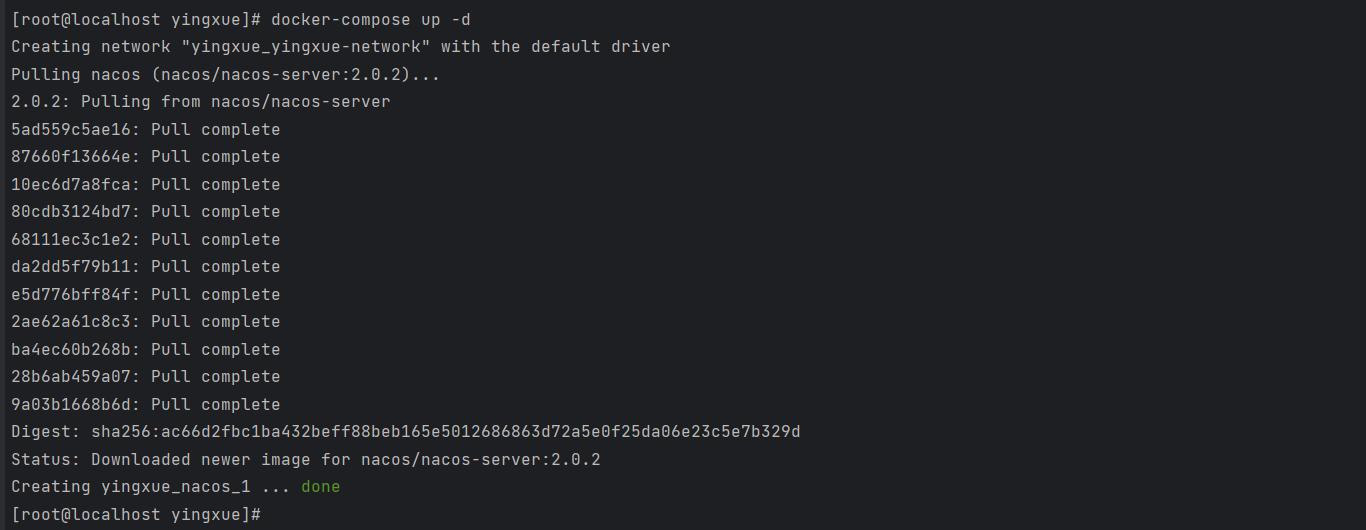 [root@localhost yingxue]# docker-compose up -d
Creating network "yingxue_yingxue-network" with the default driver
Pulling nacos (nacos/nacos-server:2.0.2)...
2.0.2: Pulling from nacos/nacos-server
5ad559c5ae16: Pull complete
87660f13664e: Pull complete
10ec6d7a8fca: Pull complete
80cdb3124bd7: Pull complete
68111ec3c1e2: Pull complete
da2dd5f79b11: Pull complete
e5d776bff84f: Pull complete
2ae62a61c8c3: Pull complete
ba4ec60b268b: Pull complete
28b6ab459a07: Pull complete
9a03b1668b6d: Pull complete
Digest: sha256:ac66d2fbc1ba432beff88beb165e5012686863d72a5e0f25da06e23c5e7b329d
Status: Downloaded newer image for nacos/nacos-server:2.0.2
Creating yingxue_nacos_1 ... done
[root@localhost yingxue]#